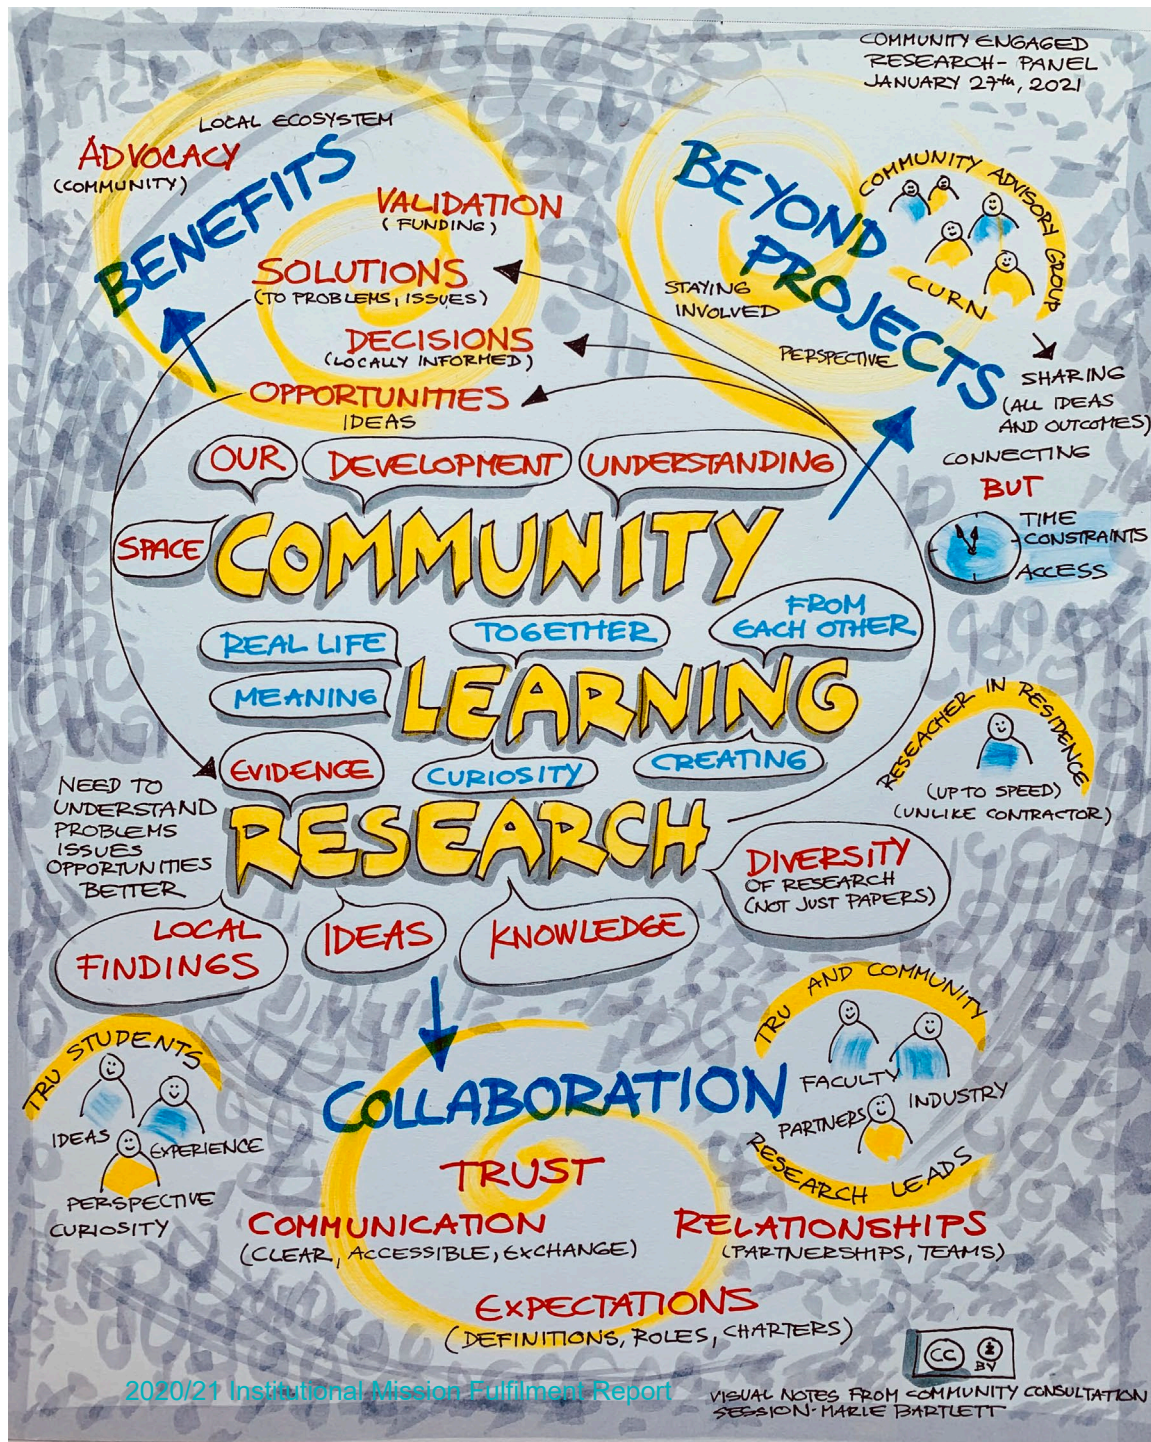 COMMUNITY ENGAGED
RESEARCH - PANEL
JANUARY 27th, 2021
LOCAL ECOSYSTEM
ADVOCACY
(COMMUNITY)
BENEFITS
VALIDATION
(FUNDING)
SOLUTIONS
(TO PROBLEMS, ISSUES)
DECISIONS
(LOCALLY INFORMED)
OPPORTUNITIES
IDEAS
BEYOND
PROJECTS
STAYING
INVOLVED
PERSPECTIVE
COMMUNITY ADVISORY GROUP
CURN
SHARING
(ALL IDEAS
AND OUTCOMES)
CONNECTING
BUT
TIME
CONSTRAINTS
ACCESS
OUR
DEVELOPMENT
UNDERSTANDING
SPACE
COMMUNITY
REAL LIFE
TOGETHER
FROM
EACH OTHER
MEANING
LEARNING
EVIDENCE
CURIOSITY
CREATING
RESEARCH
RESEACHER IN RESIDENCE
(UP TO SPEED)
(UNLIKE CONTRACTOR)
NEED TO
UNDERSTAND
PROBLEMS
ISSUES
OPPORTUNITIES
BETTER
DIVERSITY
OF RESEARCH
(NOT JUST PAPERS)
LOCAL
FINDINGS
IDEAS
KNOWLEDGE
TRU STUDENTS
IDEAS
EXPERIENCE
PERSPECTIVE
CURIOSITY
COLLABORATION
TRUST
COMMUNICATION
(CLEAR, ACCESSIBLE, EXCHANGE)
RELATIONSHIPS
(PARTNERSHIPS, TEAMS)
EXPECTATIONS
(DEFINITIONS, ROLES, CHARTERS)
TRU AND COMMUNITY
FACULTY
INDUSTRY
PARTNERS
RESEARCH LEADS
CC
BY
2020/21 Institutional Mission Fulfilment Report
VISUAL NOTES FROM COMMUNITY CONSULTATION
SESSION - MARIE BARTLETT